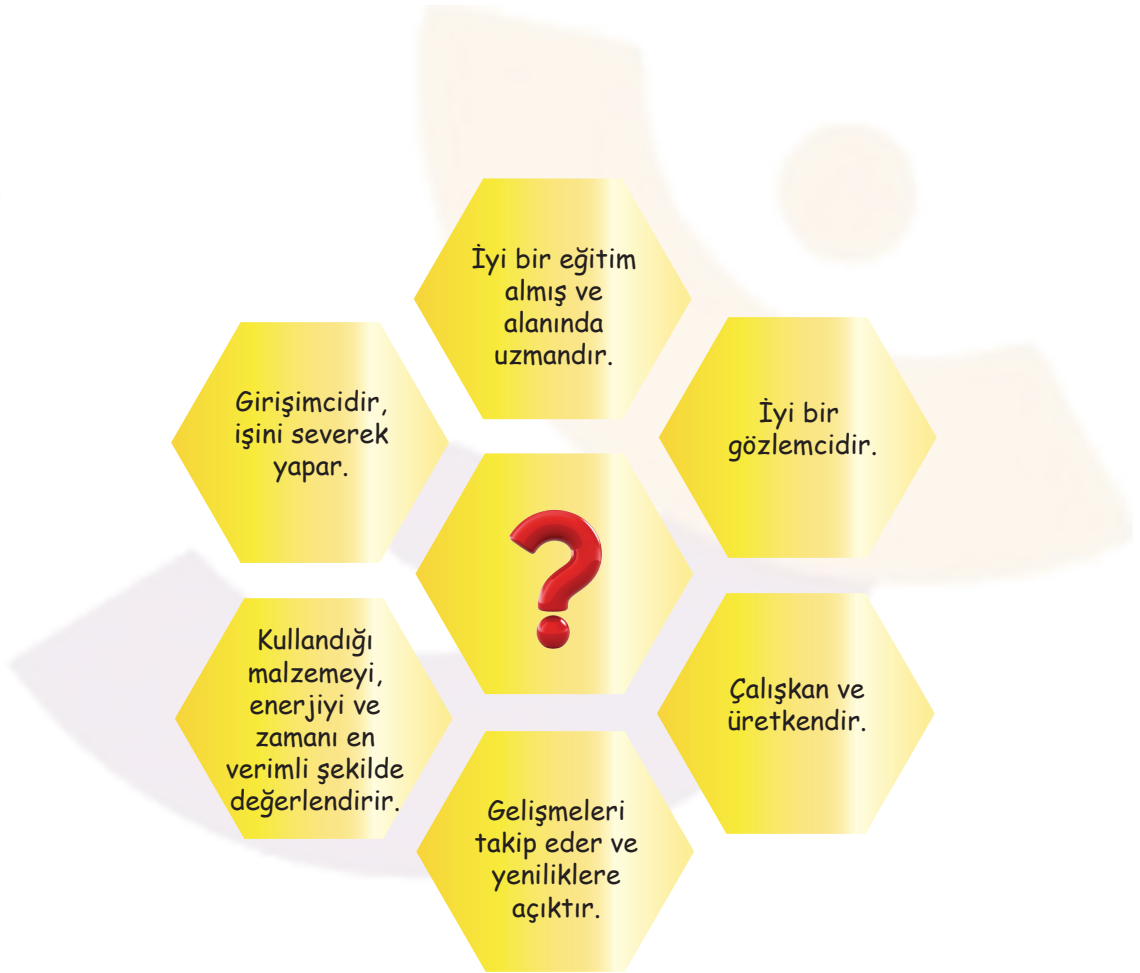 İyi bir eğitim
almış ve
alanında
uzmandır.
Girişimcidir,
işini severek
yapar.
İyi bir
gözlemcidir.
?
Kullandığı
malzemeyi,
enerjiyi ve
zamanı en
verimli şekilde
değerlendirir.
Çalışkan ve
üretkendir.
Gelişmeleri
takip eder ve
yeniliklere
açıktır.